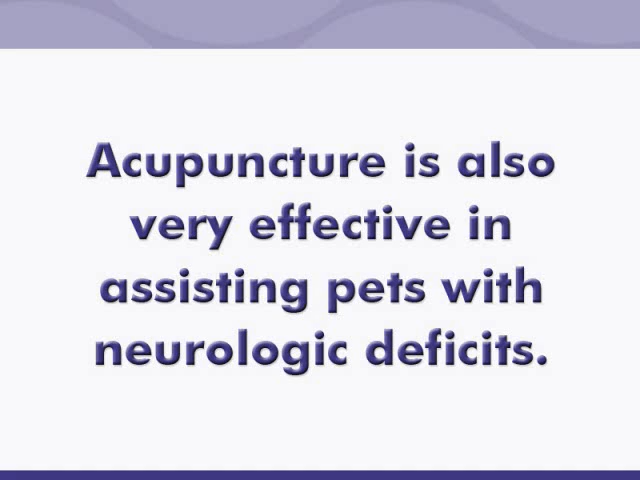 Acupuncture is also
very effective in
assisting pets with
neurologic deficits.